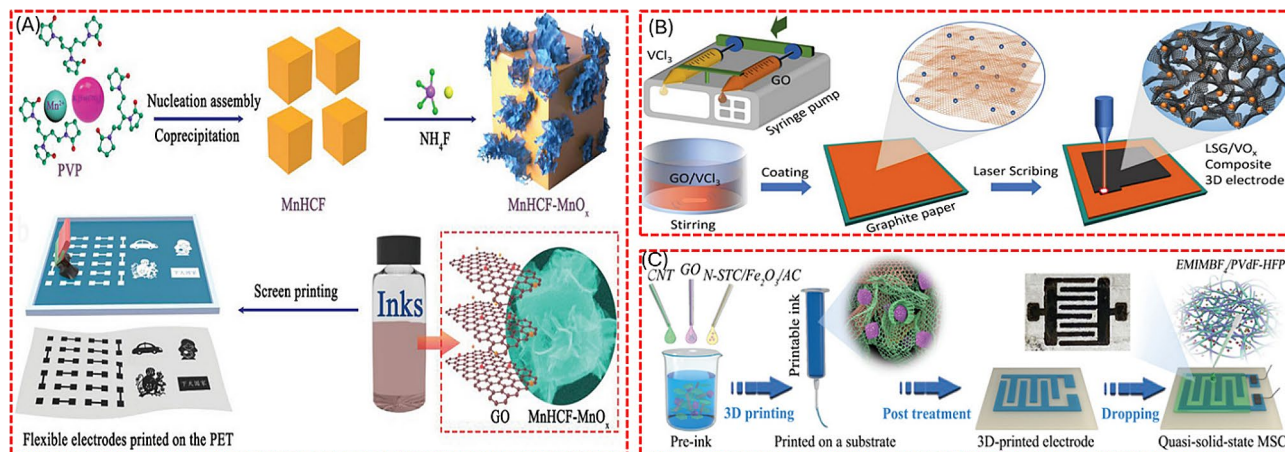 (A)
Mn²⁺
PVP
Nucleation assembly
Coprecipitation
MnHCF
NH₄F
MnHCF-MnOₓ
Screen printing
Inks
GO
MnHCF-MnOₓ
Flexible electrodes printed on the PET
(B)
VCl₃
GO
Syringe pump
GO/VCl₃
Stirring
Coating
Graphite paper
Laser Scribing
LSG/VOₓ
Composite
3D electrode
(C)
CNT
GO
N-STC/Fe₂O₃/AC
Pre-ink
3D printing
Printable ink
Printed on a substrate
Post treatment
3D-printed electrode
Dropping
EMIMBF₄/PVdF-HFP
Quasi-solid-state MSC